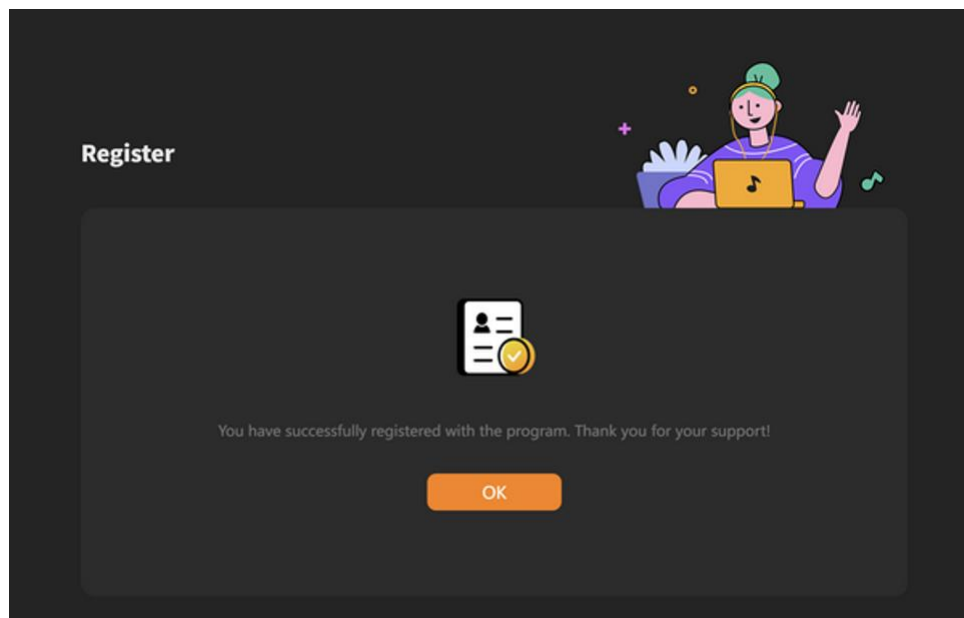 Register
You have successfully registered with the program. Thank you for your support!
OK